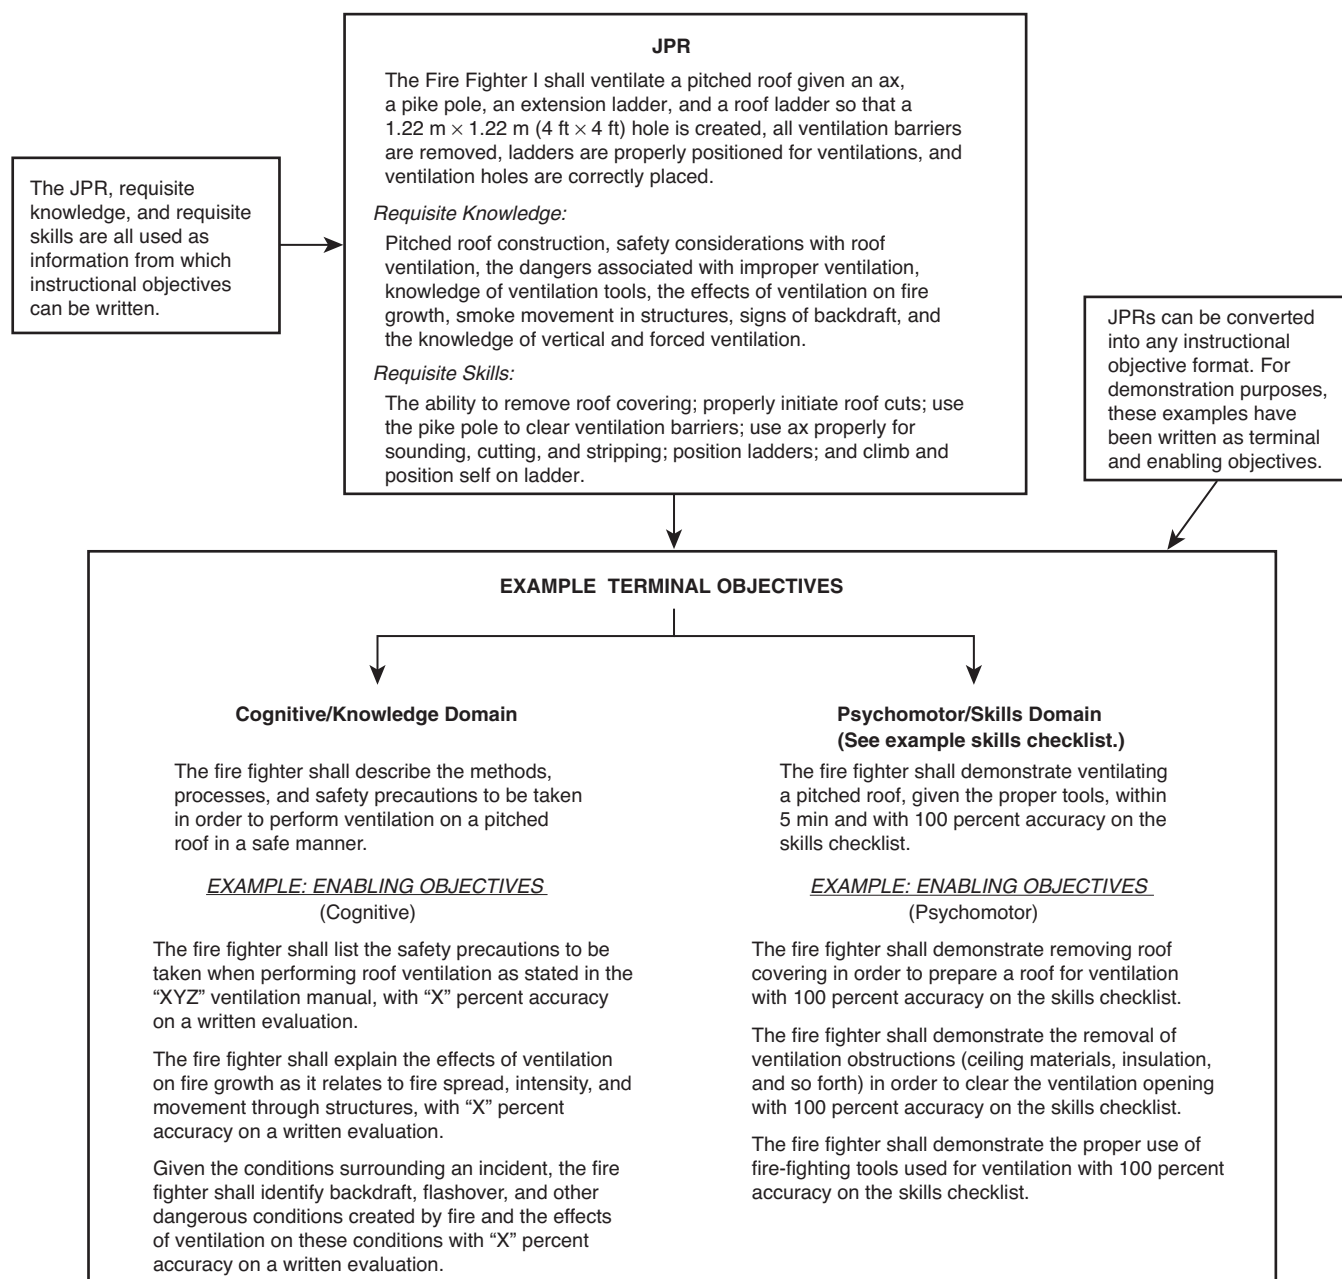 JPR
The Fire Fighter I shall ventilate a pitched roof given an ax,
a pike pole, an extension ladder, and a roof ladder so that a
1.22 m × 1.22 m (4 ft × 4 ft) hole is created, all ventilation barriers
are removed, ladders are properly positioned for ventilations, and
ventilation holes are correctly placed.
Requisite Knowledge:
Pitched roof construction, safety considerations with roof
ventilation, the dangers associated with improper ventilation,
knowledge of ventilation tools, the effects of ventilation on fire
growth, smoke movement in structures, signs of backdraft, and
the knowledge of vertical and forced ventilation.
Requisite Skills:
The ability to remove roof covering; properly initiate roof cuts; use
the pike pole to clear ventilation barriers; use ax properly for
sounding, cutting, and stripping; position ladders; and climb and
position self on ladder.
The JPR, requisite
knowledge, and requisite
skills are all used as
information from which
instructional objectives
can be written.
JPRs can be converted
into any instructional
objective format. For
demonstration purposes,
these examples have
been written as terminal
and enabling objectives.
EXAMPLE TERMINAL OBJECTIVES
Cognitive/Knowledge Domain
The fire fighter shall describe the methods,
processes, and safety precautions to be taken
in order to perform ventilation on a pitched
roof in a safe manner.
EXAMPLE: ENABLING OBJECTIVES
(Cognitive)
The fire fighter shall list the safety precautions to be
taken when performing roof ventilation as stated in the
“XYZ” ventilation manual, with “X” percent accuracy
on a written evaluation.
The fire fighter shall explain the effects of ventilation
on fire growth as it relates to fire spread, intensity, and
movement through structures, with “X” percent
accuracy on a written evaluation.
Given the conditions surrounding an incident, the fire
fighter shall identify backdraft, flashover, and other
dangerous conditions created by fire and the effects
of ventilation on these conditions with “X” percent
accuracy on a written evaluation.
Psychomotor/Skills Domain
(See example skills checklist.)
The fire fighter shall demonstrate ventilating
a pitched roof, given the proper tools, within
5 min and with 100 percent accuracy on the
skills checklist.
EXAMPLE: ENABLING OBJECTIVES
(Psychomotor)
The fire fighter shall demonstrate removing roof
covering in order to prepare a roof for ventilation
with 100 percent accuracy on the skills checklist.
The fire fighter shall demonstrate the removal of
ventilation obstructions (ceiling materials, insulation,
and so forth) in order to clear the ventilation opening
with 100 percent accuracy on the skills checklist.
The fire fighter shall demonstrate the proper use of
fire-fighting tools used for ventilation with 100 percent
accuracy on the skills checklist.